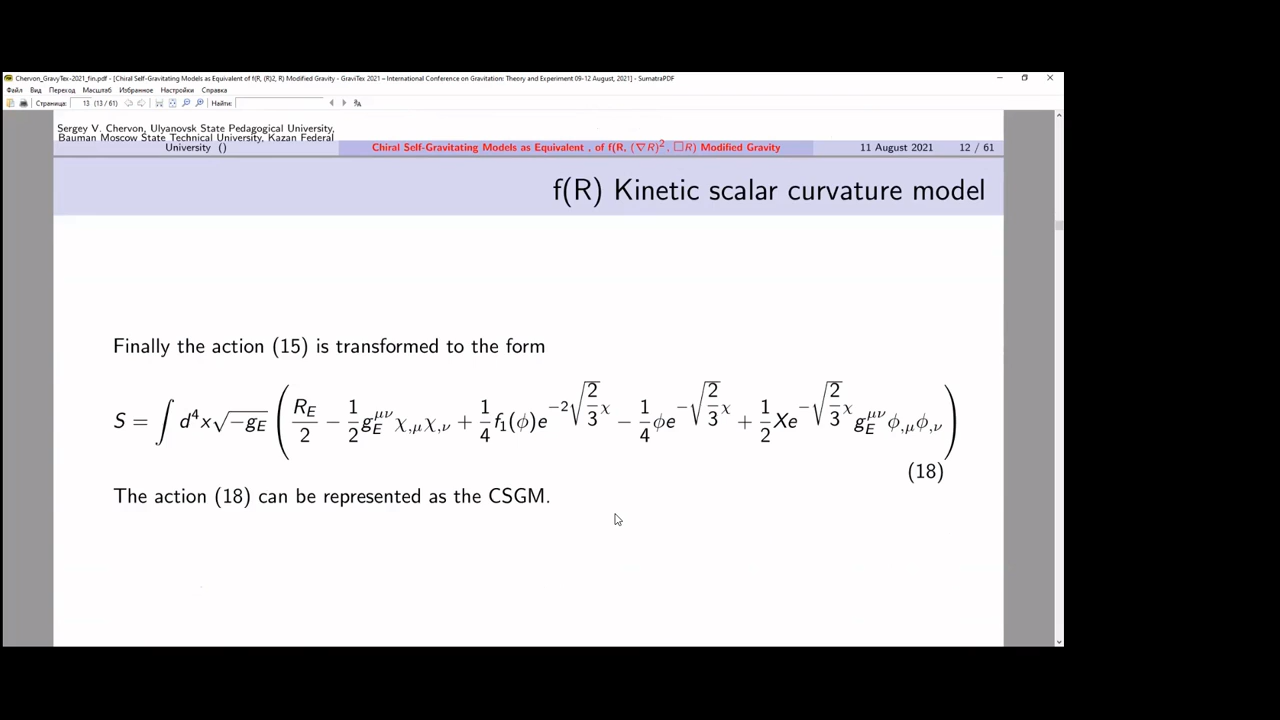 Chervon_GravyTex-2021_fin.pdf - [Chiral Self-Gravitating Models as Equivalent of f(R, (R)2, R) Modified Gravity - GraviTex 2021 – International Conference on Gravitation: Theory and Experiment 09-12 August, 2021] - SumatraPDF
Файл Вид Переход Масштаб Избранное Настройки Справка
Страница: 13 (13 / 61) Найти:
Sergey V. Chervon, Ulyanovsk State Pedagogical University,
Bauman Moscow State Technical University, Kazan Federal
University ()
Chiral Self-Gravitating Models as Equivalent , of f(R, (∇R)², □R) Modified Gravity
11 August 2021 12 / 61
f(R) Kinetic scalar curvature model
Finally the action (15) is transformed to the form
S = ∫ d⁴x√−g_E ( R_E/2 − 1/2 g_E^{μν} χ_{,μ}χ_{,ν} + 1/4 f₁(ϕ)e^{−2√(2/3)χ} − 1/4 ϕe^{−√(2/3)χ} + 1/2 Xe^{−√(2/3)χ} g_E^{μν} ϕ_{,μ}ϕ_{,ν} )
(18)
The action (18) can be represented as the CSGM.